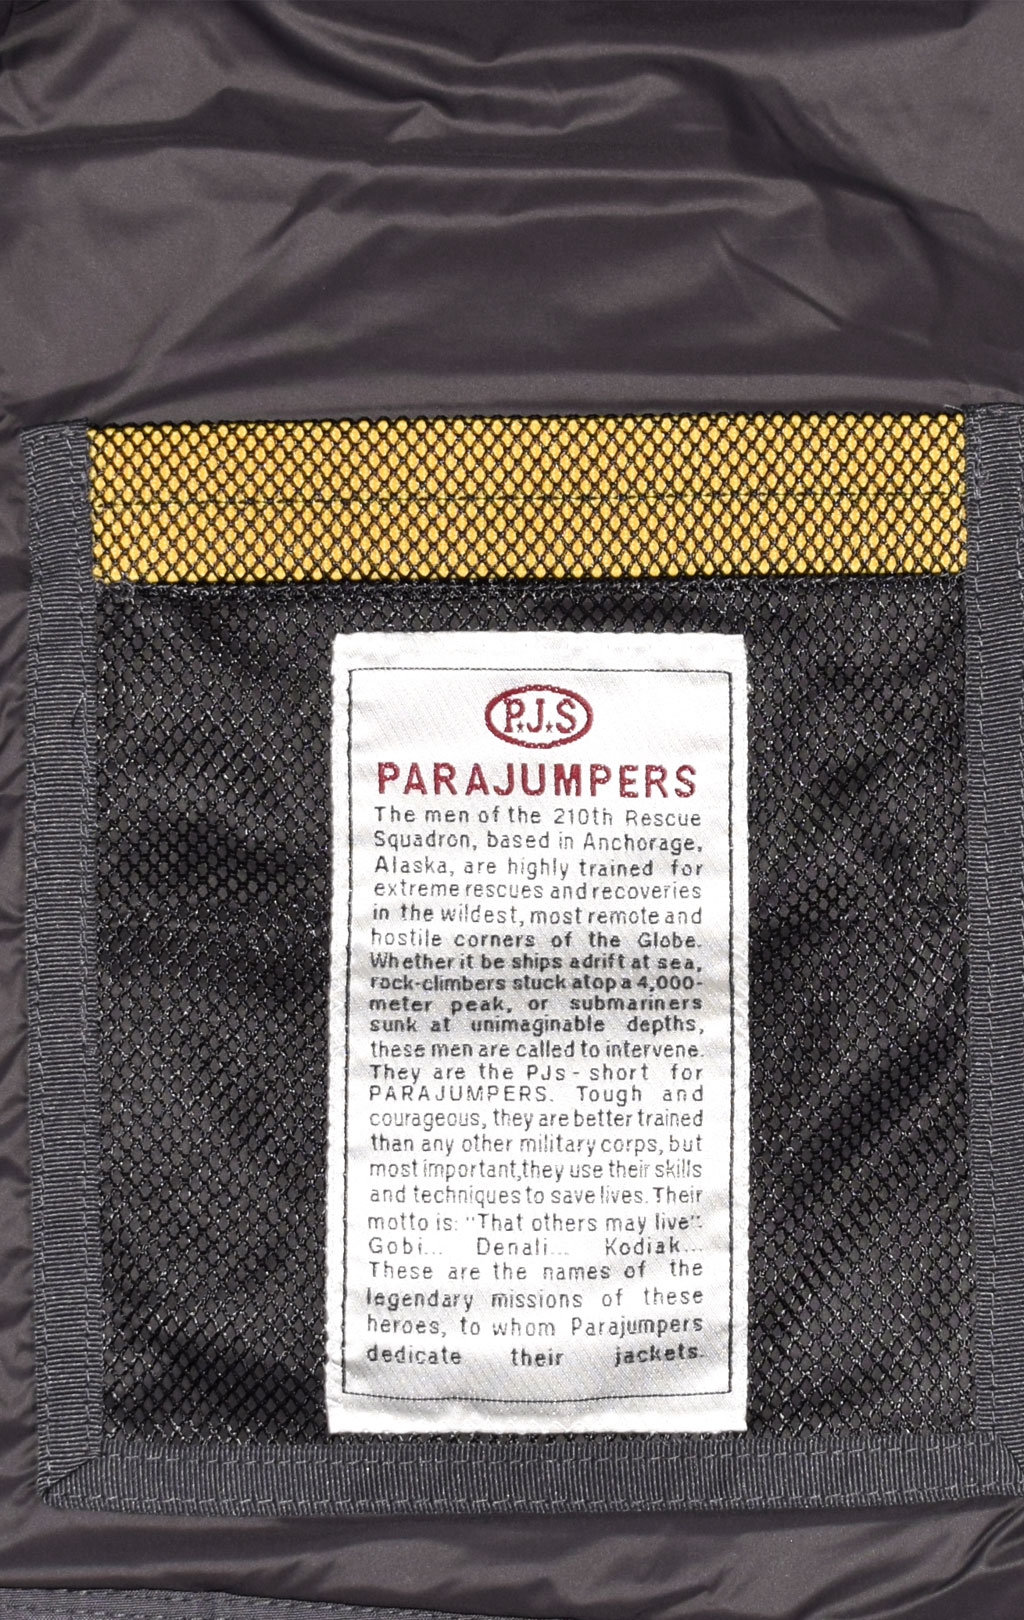 P.J.S
PARAJUMPERS
The men of the 210th Rescue
Squadron, based in Anchorage,
Alaska, are highly trained for
extreme rescues and recoveries
in the wildest, most remote and
hostile corners of the Globe.
Whether it be ships adrift at sea,
rock-climbers stuck atop a 4,000-
meter peak, or submariners
sunk at unimaginable depths,
these men are called to intervene.
They are the PJs - short for
PARAJUMPERS. Tough and
courageous, they are better trained
than any other military corps, but
most important,they use their skills
and techniques to save lives. Their
motto is: "That others may live".
Gobi... Denali... Kodiak...
These are the names of the
legendary missions of these
heroes, to whom Parajumpers
dedicate their jackets.